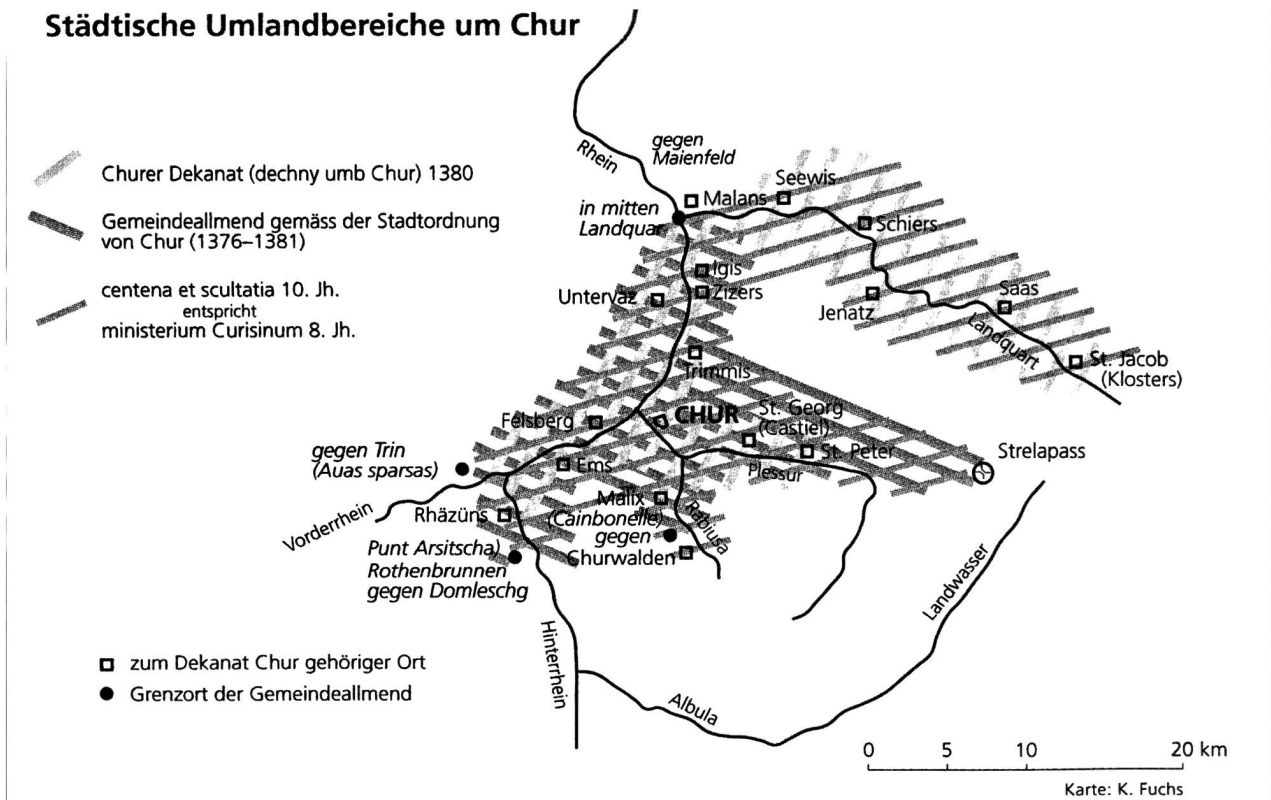 Städtische Umlandbereiche um Chur
Churer Dekanat (dechny umb Chur) 1380
Gemeindeallmend gemäss der Stadtordnung
von Chur (1376–1381)
centena et scultatia 10. Jh.
entspricht
ministerium Curisinum 8. Jh.
Rhein
gegen
Maienfeld
Seewis
Malans
in mitten
Landquar
Schiers
Igis
Zizers
Untervaz
Jenatz
Saas
Landquart
St. Jacob
(Klosters)
Trimmis
Felsberg
CHUR
St. Georg
(Castiel)
St. Peter
Strelapass
gegen Trin
(Auas sparsas)
Ems
Plessur
Vorderrhein
Rhäzüns
Malix
(Cainbonelle)
gegen
Churwalden
Rabiusa
Punt Arsitscha)
Rothenbrunnen
gegen Domleschg
Landwasser
Hinterrhein
Albula
zum Dekanat Chur gehöriger Ort
Grenzort der Gemeindeallmend
0 5 10 20 km
Karte: K. Fuchs